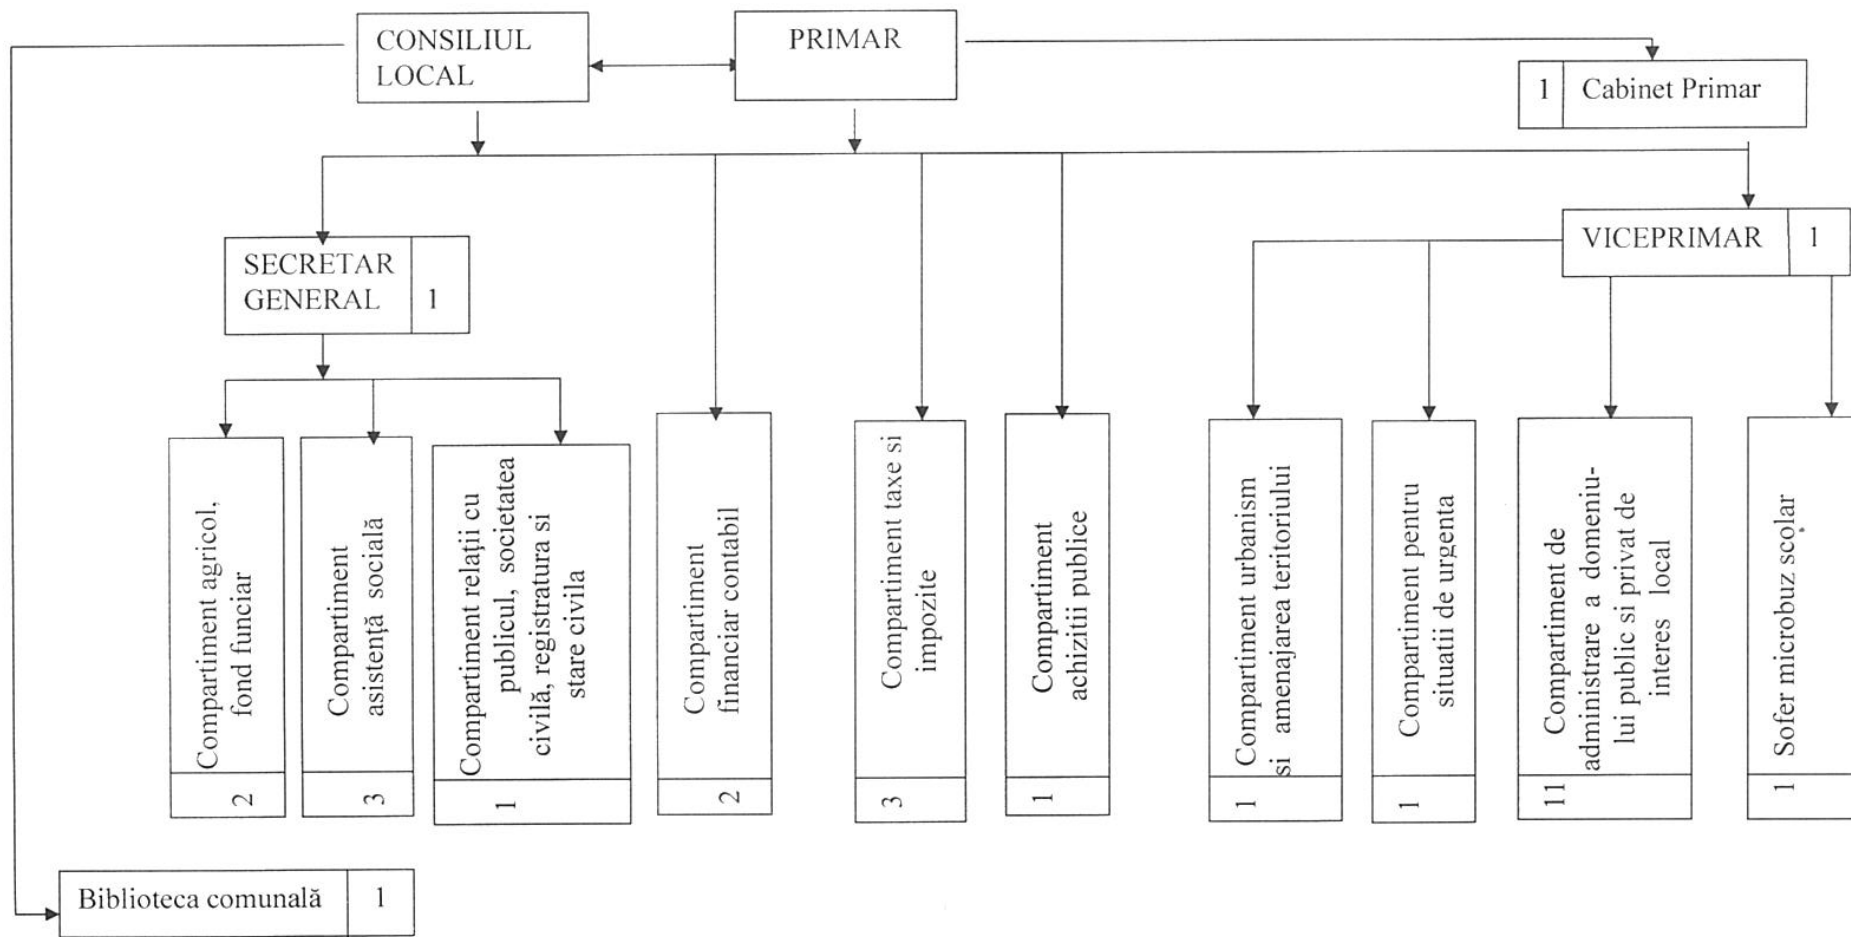 CONSILIUL
LOCAL
PRIMAR
1 Cabinet Primar
SECRETAR
GENERAL 1
VICEPRIMAR 1
Compartiment agricol,
fond funciar
2
Compartiment
asistență socială
3
Compartiment relații cu
publicul, societatea
civilă, registratura si
stare civila
1
Compartiment
financiar contabil
2
Compartiment taxe si
impozite
3
Compartiment
achizitii publice
1
Compartiment urbanism
si amenajarea teritoriului
1
Compartiment pentru
situatii de urgenta
1
Compartiment de
administrare a domeniu-
lui public si privat de
interes local
11
Sofer microbuz scolar
1
Biblioteca comunală 1